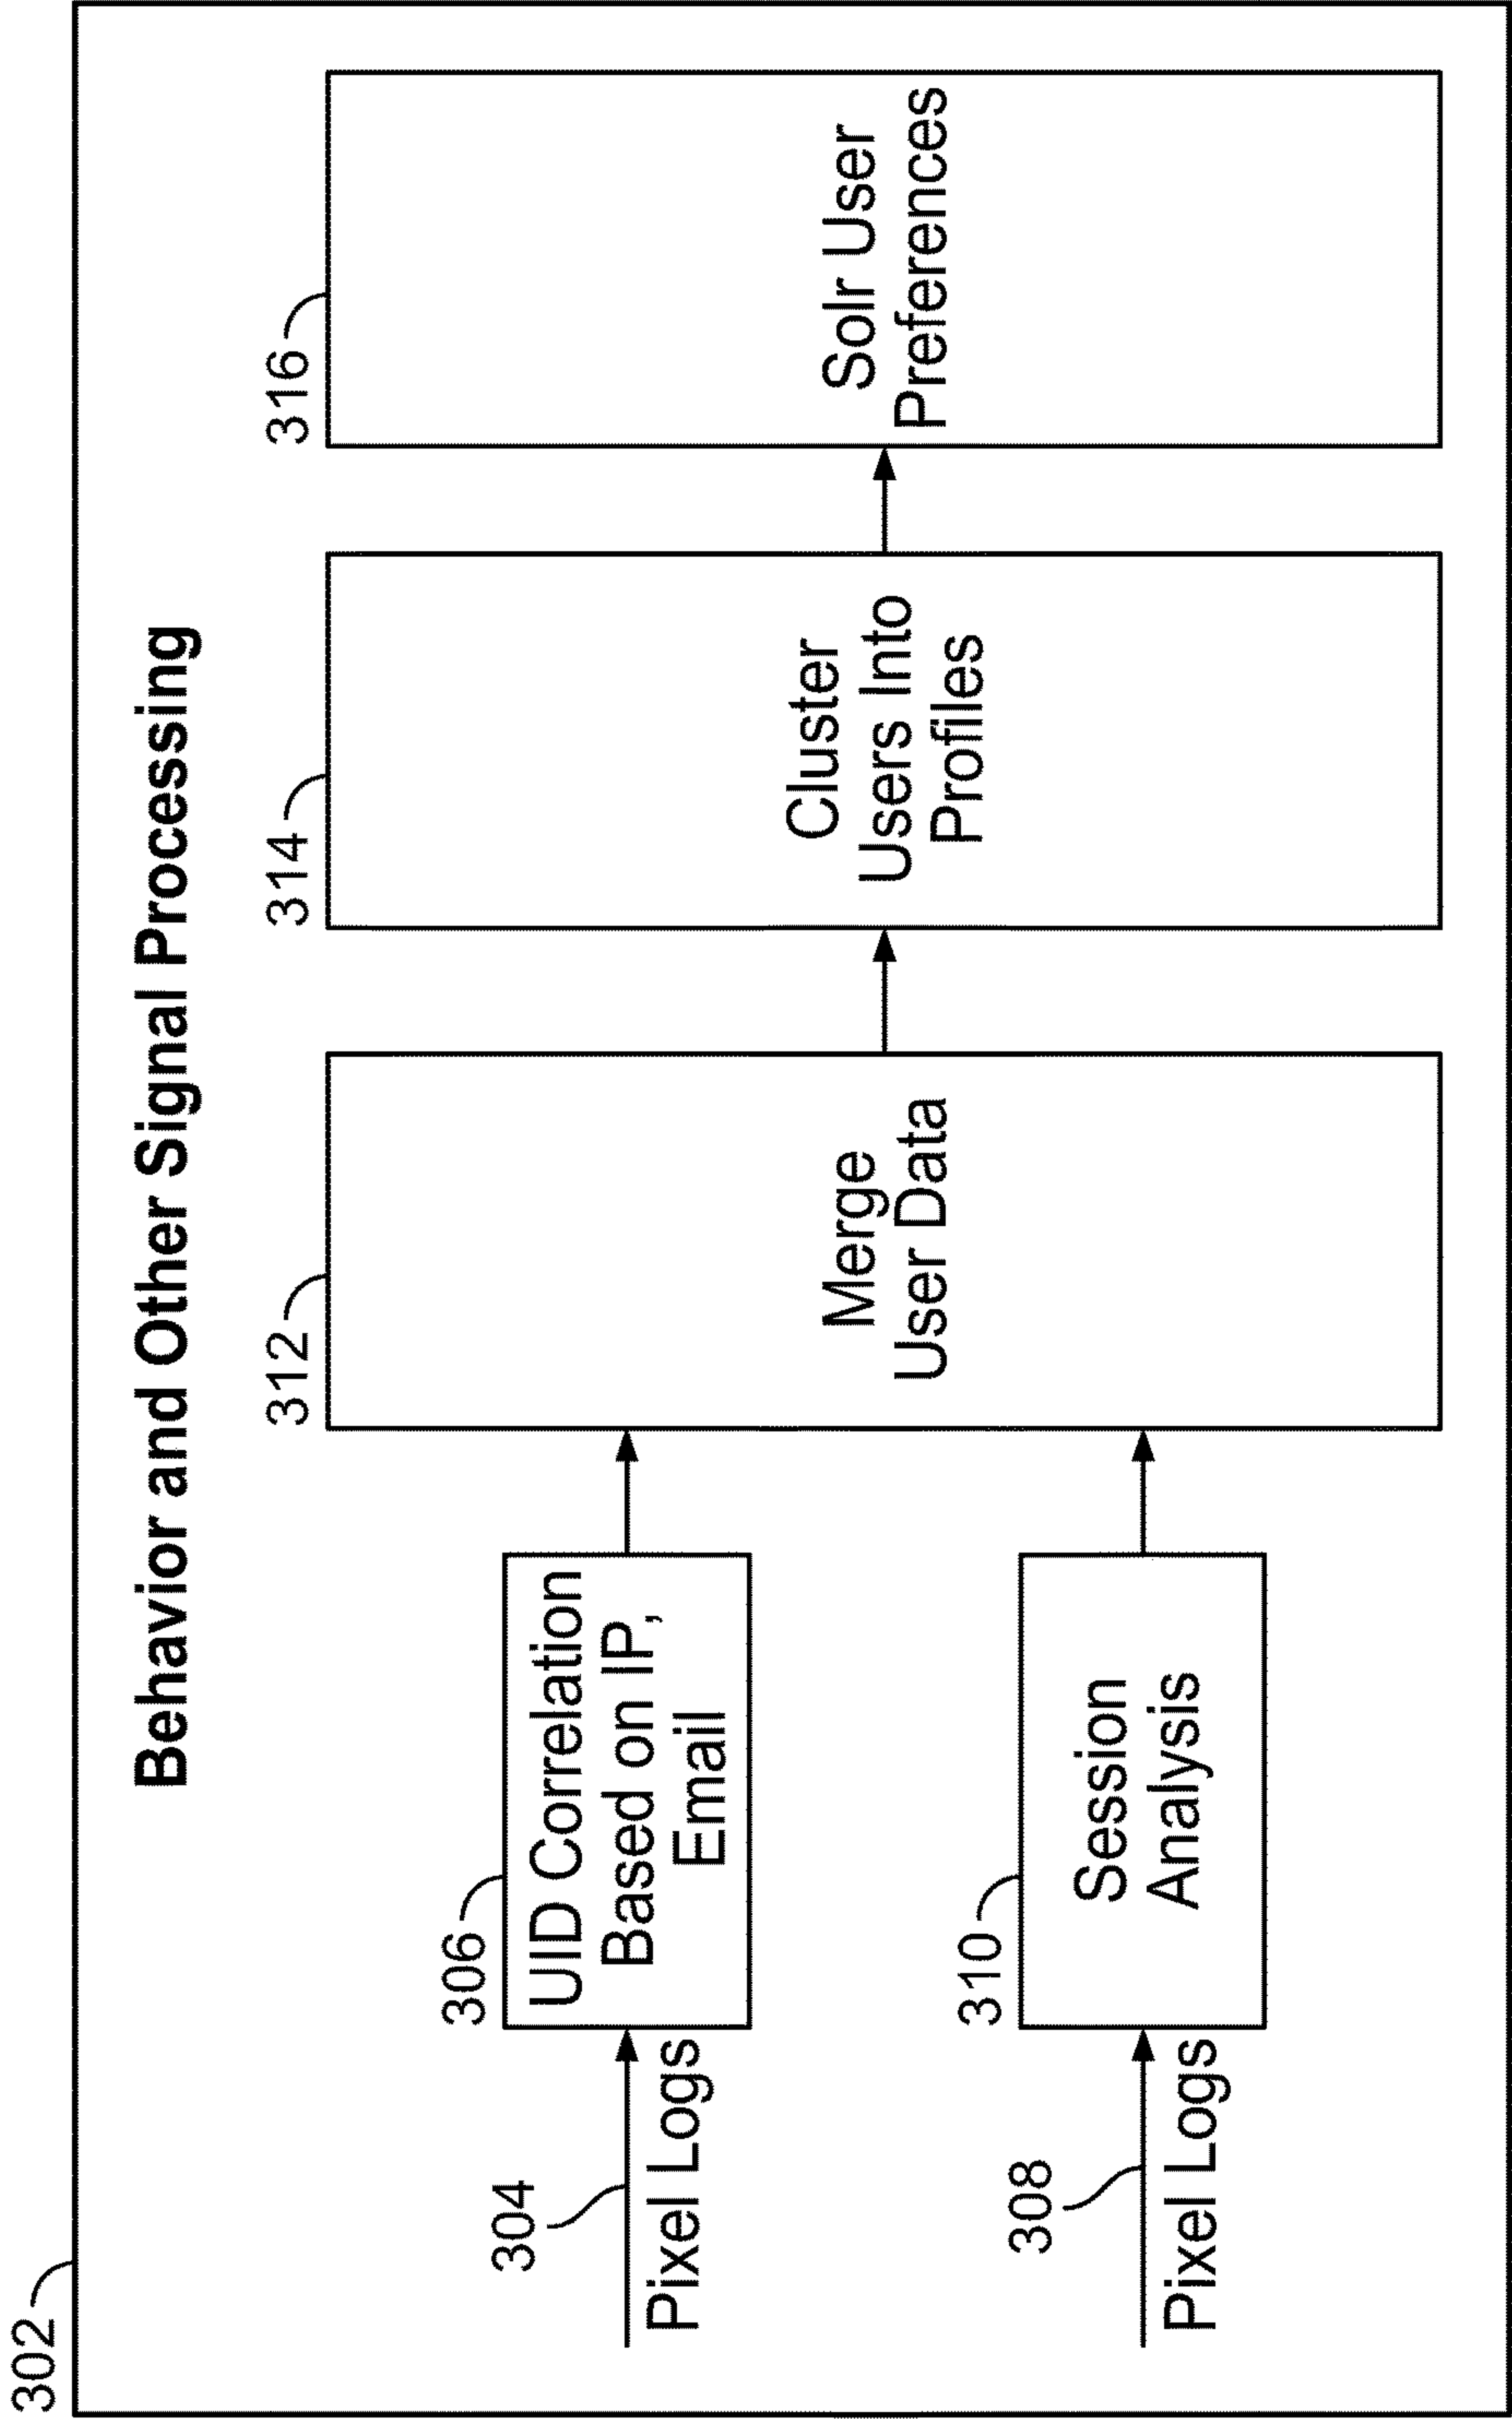 302
Behavior and Other Signal Processing
304
Pixel Logs
306
UID Correlation
Based on IP,
Email
308
Pixel Logs
310
Session
Analysis
312
Merge
User Data
314
Cluster
Users Into
Profiles
316
Solr User
Preferences